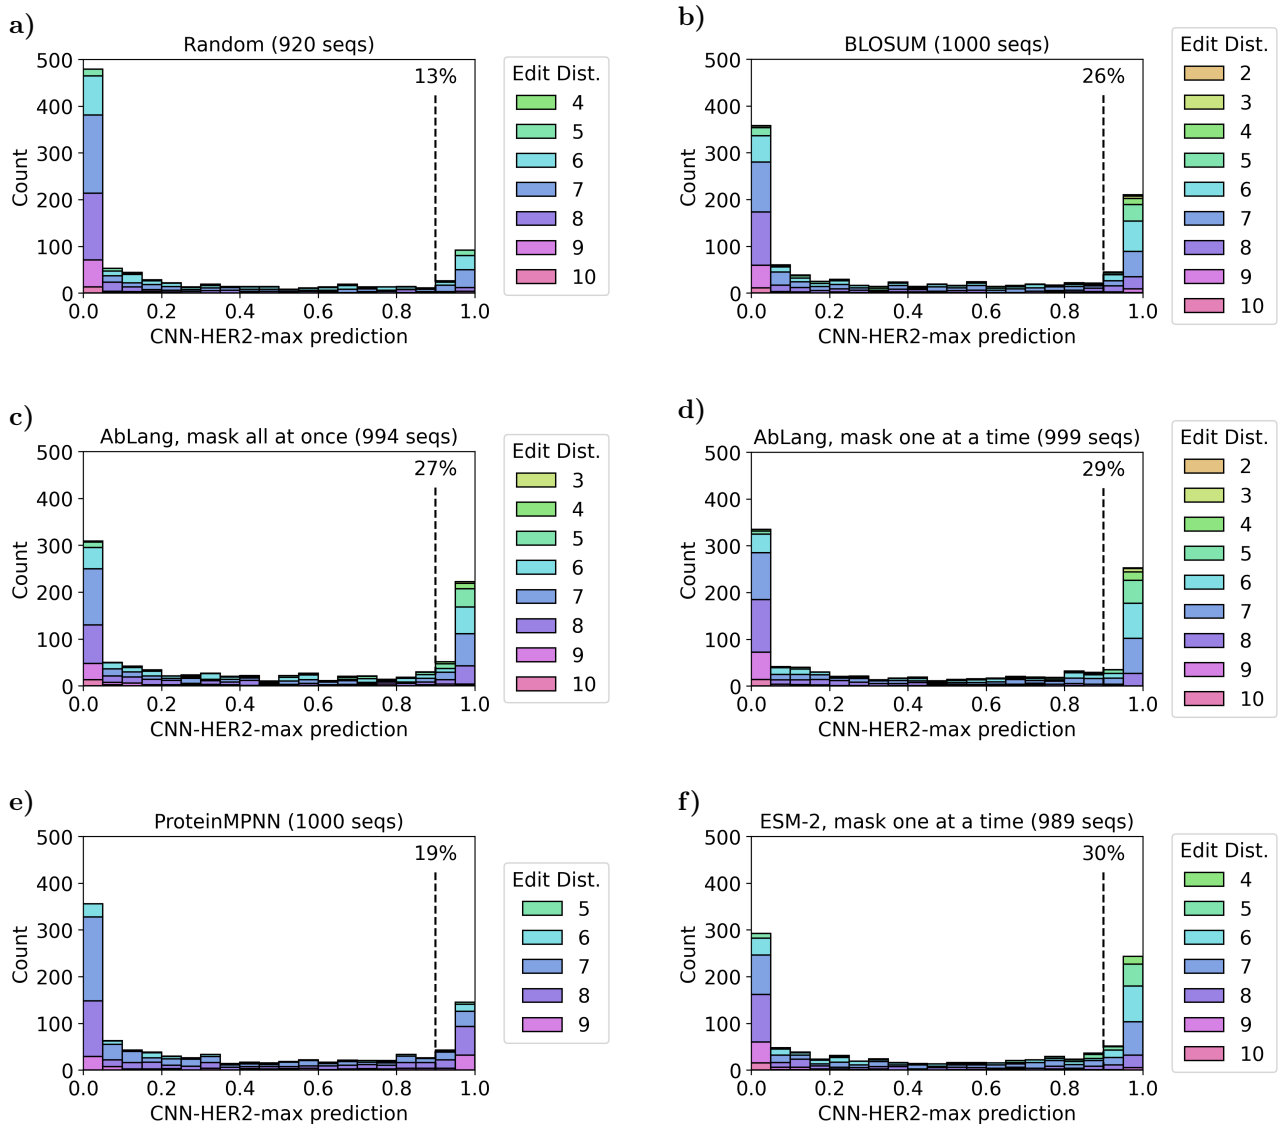 a)
Random (920 seqs)
13%
500
400
300
200
100
0
Count
0.0 0.2 0.4 0.6 0.8 1.0
CNN-HER2-max prediction
Edit Dist.
4
5
6
7
8
9
10
b)
BLOSUM (1000 seqs)
26%
500
400
300
200
100
0
Count
0.0 0.2 0.4 0.6 0.8 1.0
CNN-HER2-max prediction
Edit Dist.
2
3
4
5
6
7
8
9
10
c)
AbLang, mask all at once (994 seqs)
27%
500
400
300
200
100
0
Count
0.0 0.2 0.4 0.6 0.8 1.0
CNN-HER2-max prediction
Edit Dist.
3
4
5
6
7
8
9
10
d)
AbLang, mask one at a time (999 seqs)
29%
500
400
300
200
100
0
Count
0.0 0.2 0.4 0.6 0.8 1.0
CNN-HER2-max prediction
Edit Dist.
2
3
4
5
6
7
8
9
10
e)
ProteinMPNN (1000 seqs)
19%
500
400
300
200
100
0
Count
0.0 0.2 0.4 0.6 0.8 1.0
CNN-HER2-max prediction
Edit Dist.
5
6
7
8
9
f)
ESM-2, mask one at a time (989 seqs)
30%
500
400
300
200
100
0
Count
0.0 0.2 0.4 0.6 0.8 1.0
CNN-HER2-max prediction
Edit Dist.
4
5
6
7
8
9
10